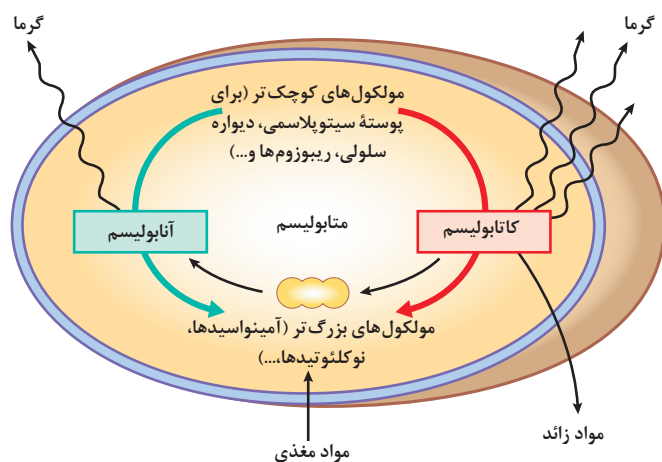 گرما
گرما
مولکول‌های کوچک‌تر (برای
پوستهٔ سیتوپلاسمی، دیواره
سلولی، ریبوزوم‌ها و...)
کاتابولیسم
متابولیسم
آنابولیسم
مولکول‌های بزرگ‌تر (آمینواسیدها،
نوکلئوتیدها،...)
مواد زائد
مواد مغذی